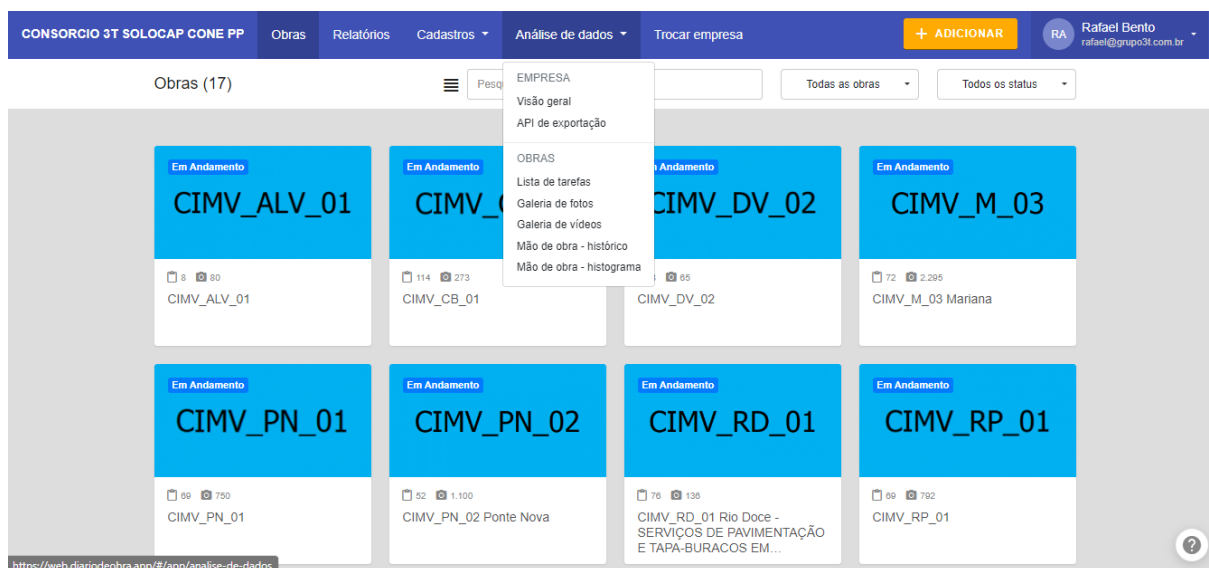 CONSORCIO 3T SOLOCAP CONE PP
Obras
Relatórios
Cadastros
Análise de dados
Trocar empresa
+ ADICIONAR
RA
Rafael Bento
rafael@grupo3t.com.br
Obras (17)
Todas as obras
Todos os status
EMPRESA
Visão geral
API de exportação
OBRAS
Lista de tarefas
Galeria de fotos
Galeria de vídeos
Mão de obra - histórico
Mão de obra - histograma
Em Andamento
CIMV_ALV_01
8 80
CIMV_ALV_01
Em Andamento
114 273
CIMV_CB_01
Andamento
CIMV_DV_02
65
CIMV_DV_02
Em Andamento
CIMV_M_03
72 2.295
CIMV_M_03 Mariana
Em Andamento
CIMV_PN_01
69 750
CIMV_PN_01
Em Andamento
CIMV_PN_02
52 1.100
CIMV_PN_02 Ponte Nova
Em Andamento
CIMV_RD_01
76 136
CIMV_RD_01 Rio Doce -
SERVIÇOS DE PAVIMENTAÇÃO
E TAPA-BURACOS EM...
Em Andamento
CIMV_RP_01
69 792
CIMV_RP_01
?
https://web.diariodeobra.app/#/app/analise-de-dados